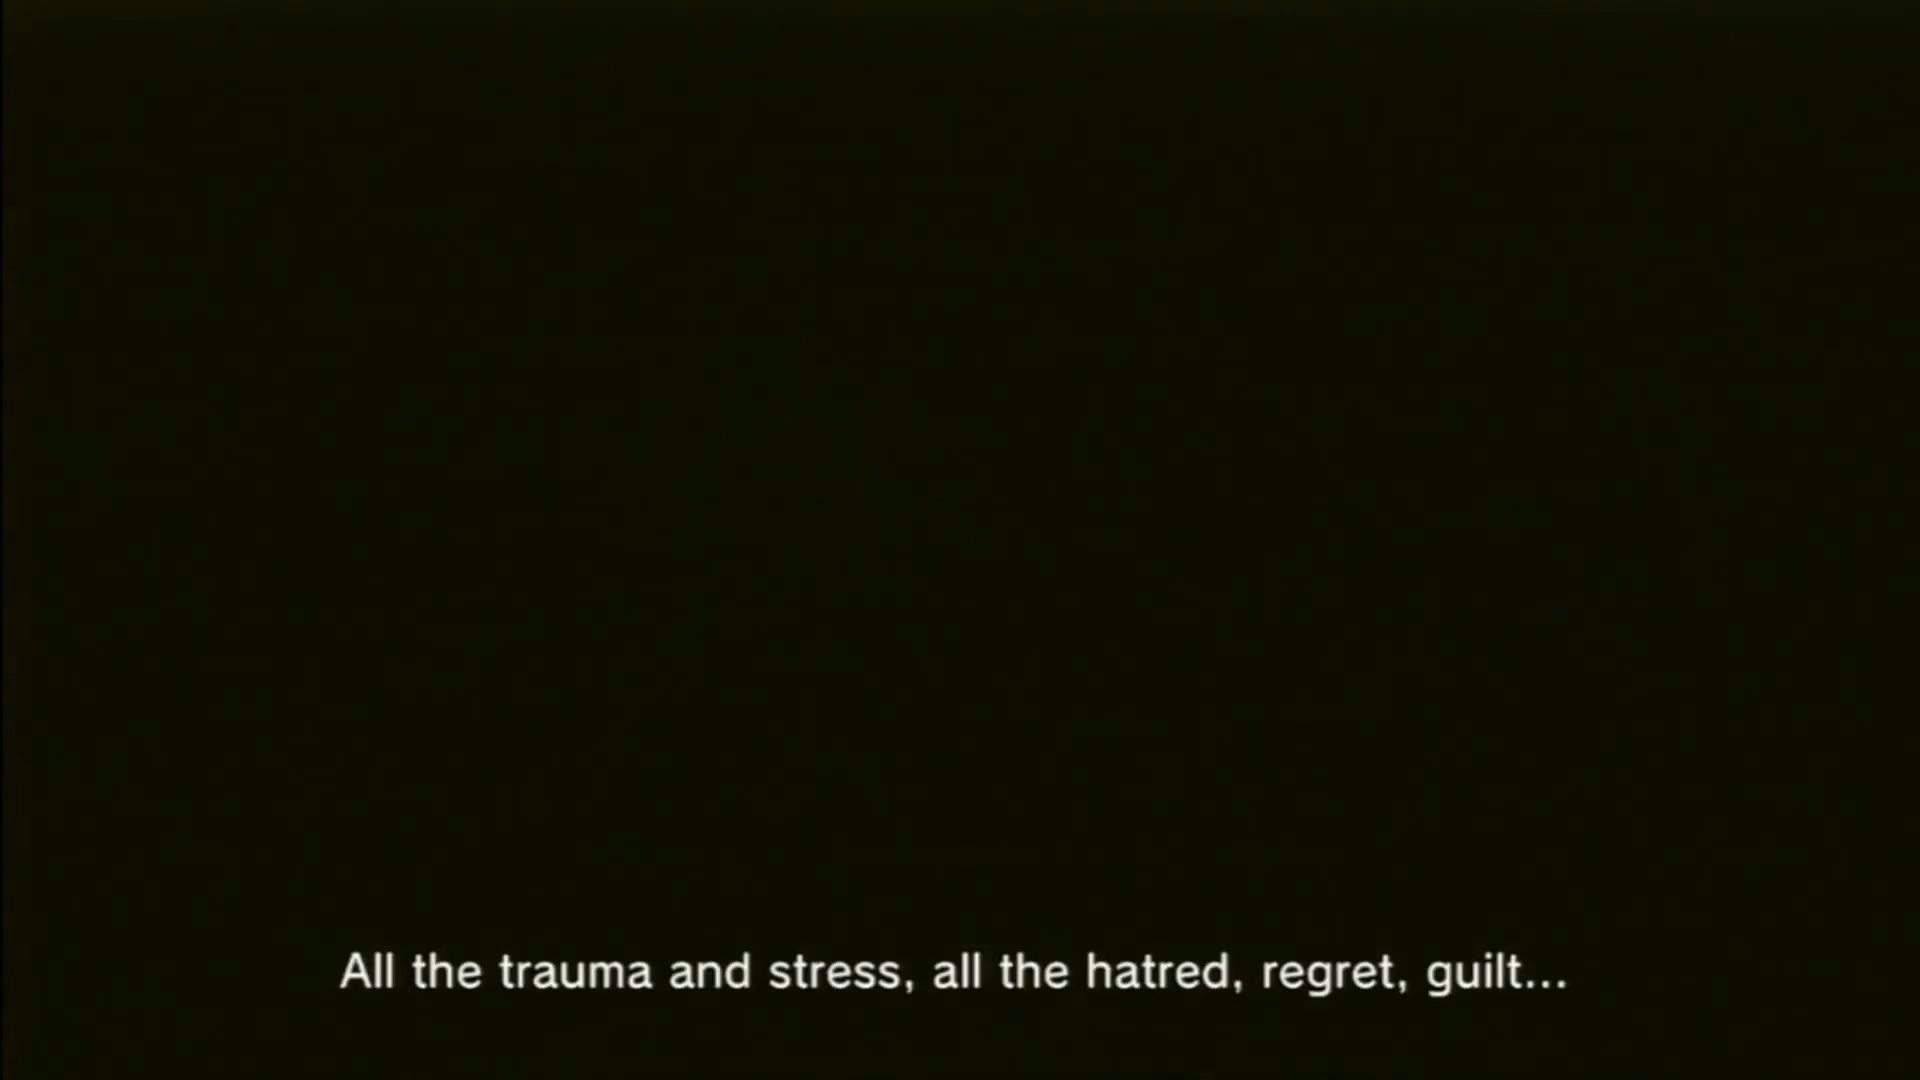 All the trauma and stress, all the hatred, regret, guilt...